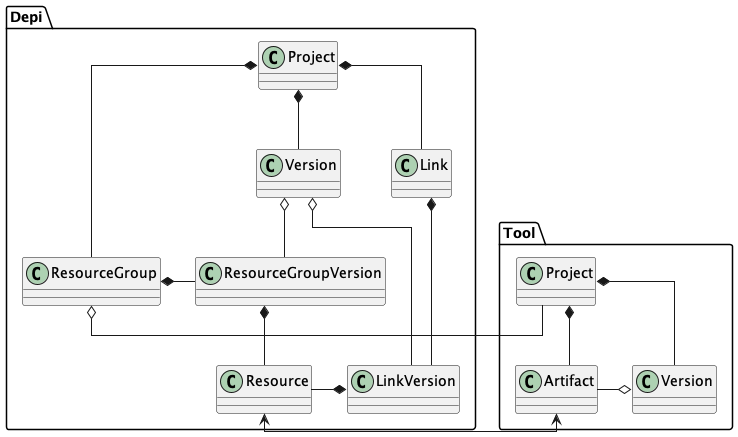 Depi
C Project
C Version
C Link
Tool
C ResourceGroup
C ResourceGroupVersion
C Project
C Resource
C LinkVersion
C Artifact
C Version